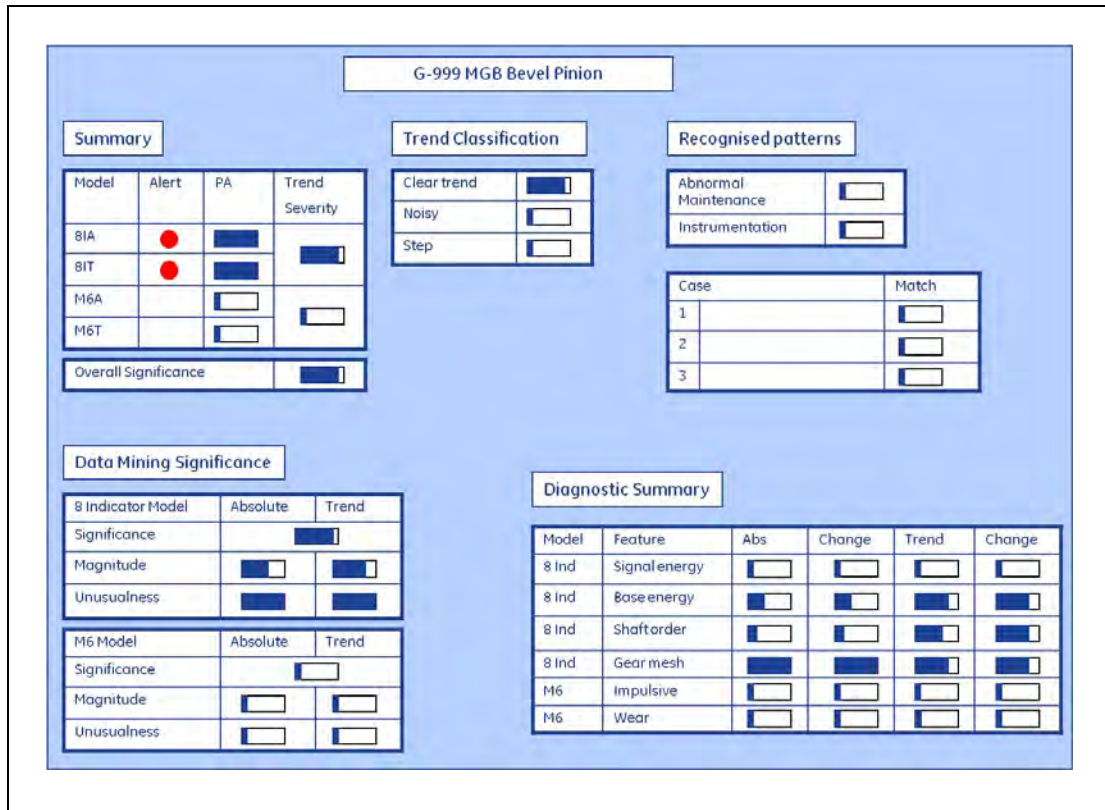 G-999 MGB Bevel Pinion
Summary
Model Alert PA Trend
Severity
8IA
8IT
M6A
M6T
Overall Significance
Trend Classification
Clear trend
Noisy
Step
Recognised patterns
Abnormal
Maintenance
Instrumentation
Case Match
1
2
3
Data Mining Significance
8 Indicator Model Absolute Trend
Significance
Magnitude
Unusualness
M6 Model Absolute Trend
Significance
Magnitude
Unusualness
Diagnostic Summary
Model Feature Abs Change Trend Change
8 Ind Signal energy
8 Ind Base energy
8 Ind Shaft order
8 Ind Gear mesh
M6 Impulsive
M6 Wear